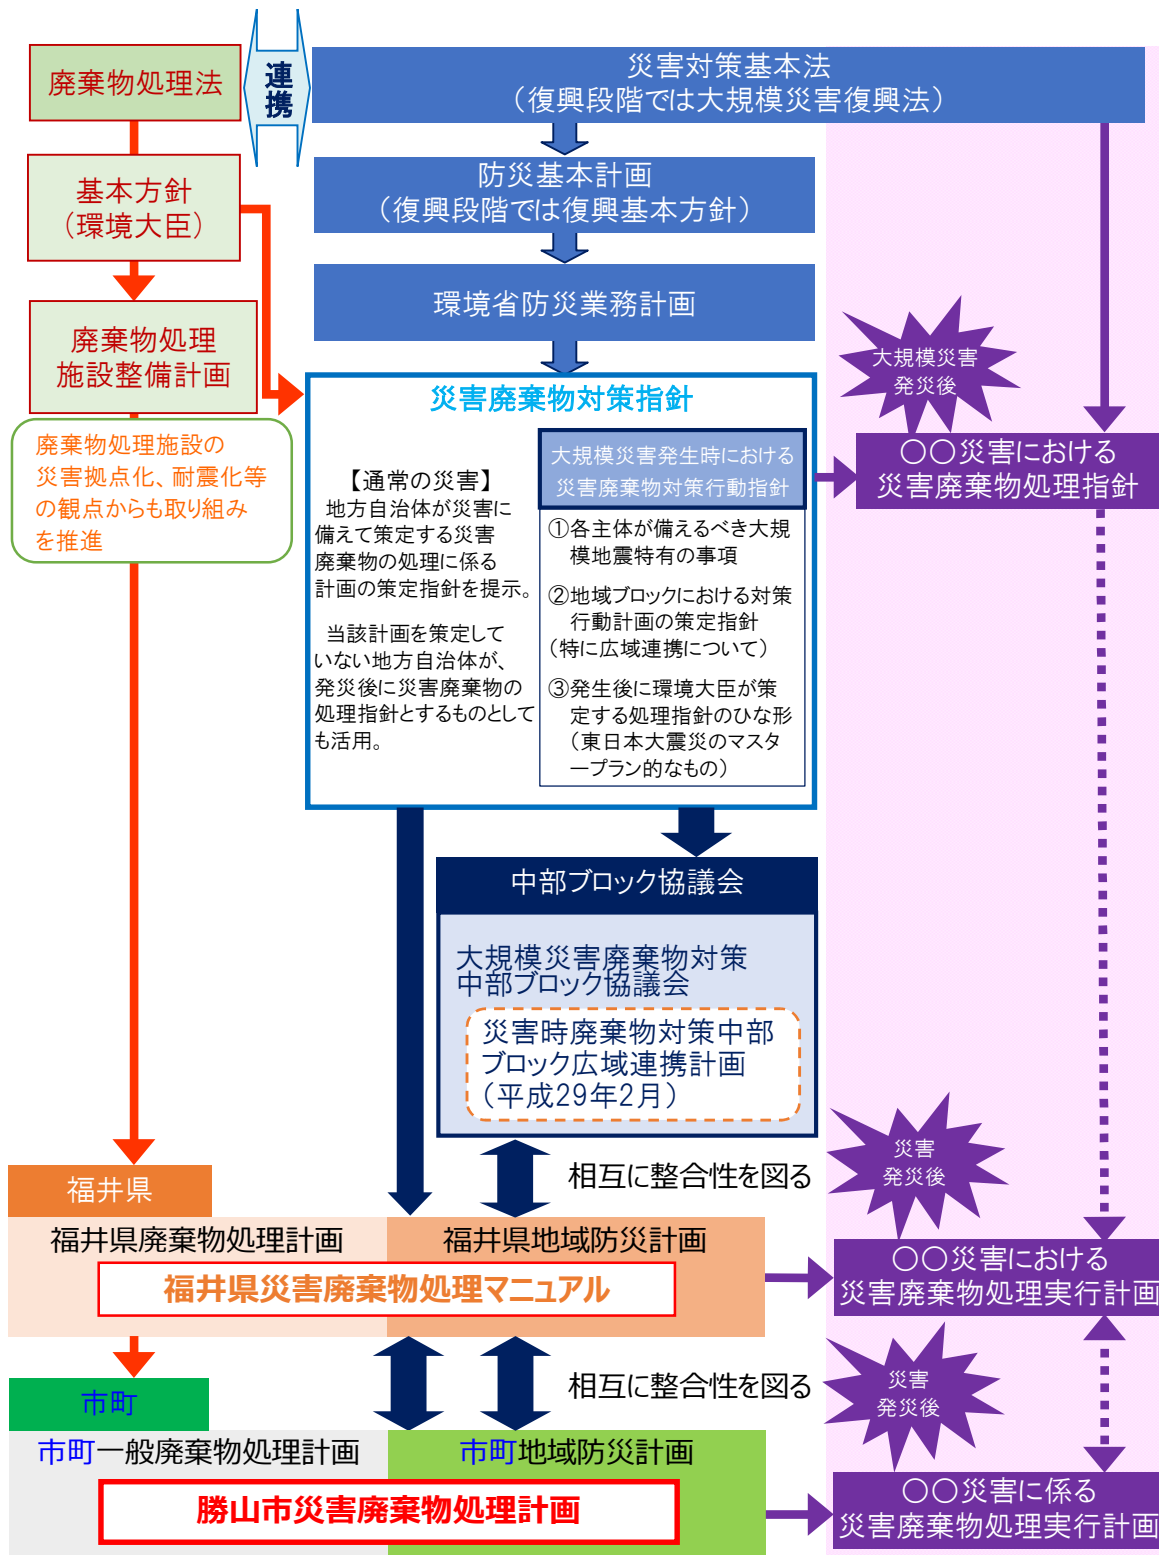 廃棄物処理法
連
携
災害対策基本法
（復興段階では大規模災害復興法）
基本方針
（環境大臣）
防災基本計画
（復興段階では復興基本方針）
環境省防災業務計画
廃棄物処理
施設整備計画
廃棄物処理施設の
災害拠点化、耐震化等
の観点からも取り組み
を推進
災害廃棄物対策指針
【通常の災害】
地方自治体が災害に
備えて策定する災害
廃棄物の処理に係る
計画の策定指針を提示。
当該計画を策定して
いない地方自治体が、
発災後に災害廃棄物の
処理指針とするものとして
も活用。
大規模災害発生時における
災害廃棄物対策行動指針
①各主体が備えるべき大規
模地震特有の事項
②地域ブロックにおける対策
行動計画の策定指針
（特に広域連携について）
③発生後に環境大臣が策
定する処理指針のひな形
（東日本大震災のマスタ
ープラン的なもの）
大規模災害
発災後
〇〇災害における
災害廃棄物処理指針
中部ブロック協議会
大規模災害廃棄物対策
中部ブロック協議会
災害時廃棄物対策中部
ブロック広域連携計画
（平成29年2月）
相互に整合性を図る
災害
発災後
福井県
福井県廃棄物処理計画
福井県地域防災計画
福井県災害廃棄物処理マニュアル
〇〇災害における
災害廃棄物処理実行計画
相互に整合性を図る
災害
発災後
市町
市町一般廃棄物処理計画
市町地域防災計画
勝山市災害廃棄物処理計画
〇〇災害に係る
災害廃棄物処理実行計画